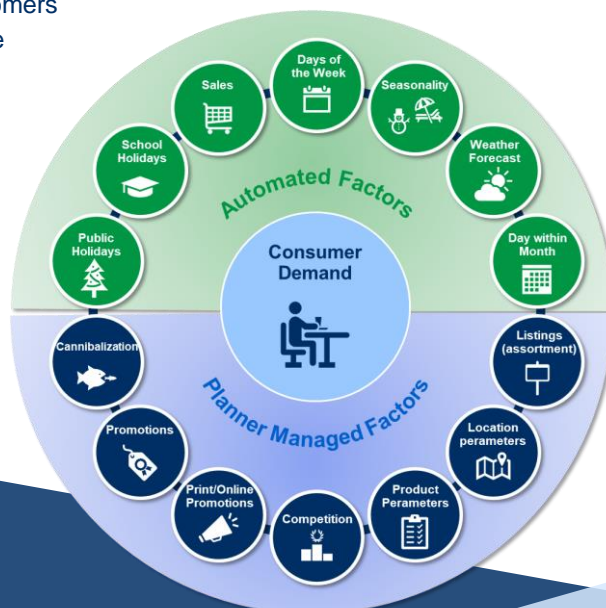 omers
e
Days of
the Week
Sales
Seasonality
School
Holidays
Weather
Forecast
Automated Factors
Public
Holidays
Day within
Month
Consumer
Demand
Cannibalization
Listings
(assortment)
Planner Managed Factors
Promotions
Location
perameters
Print/Online
Promotions
Competition
Product
Perameters